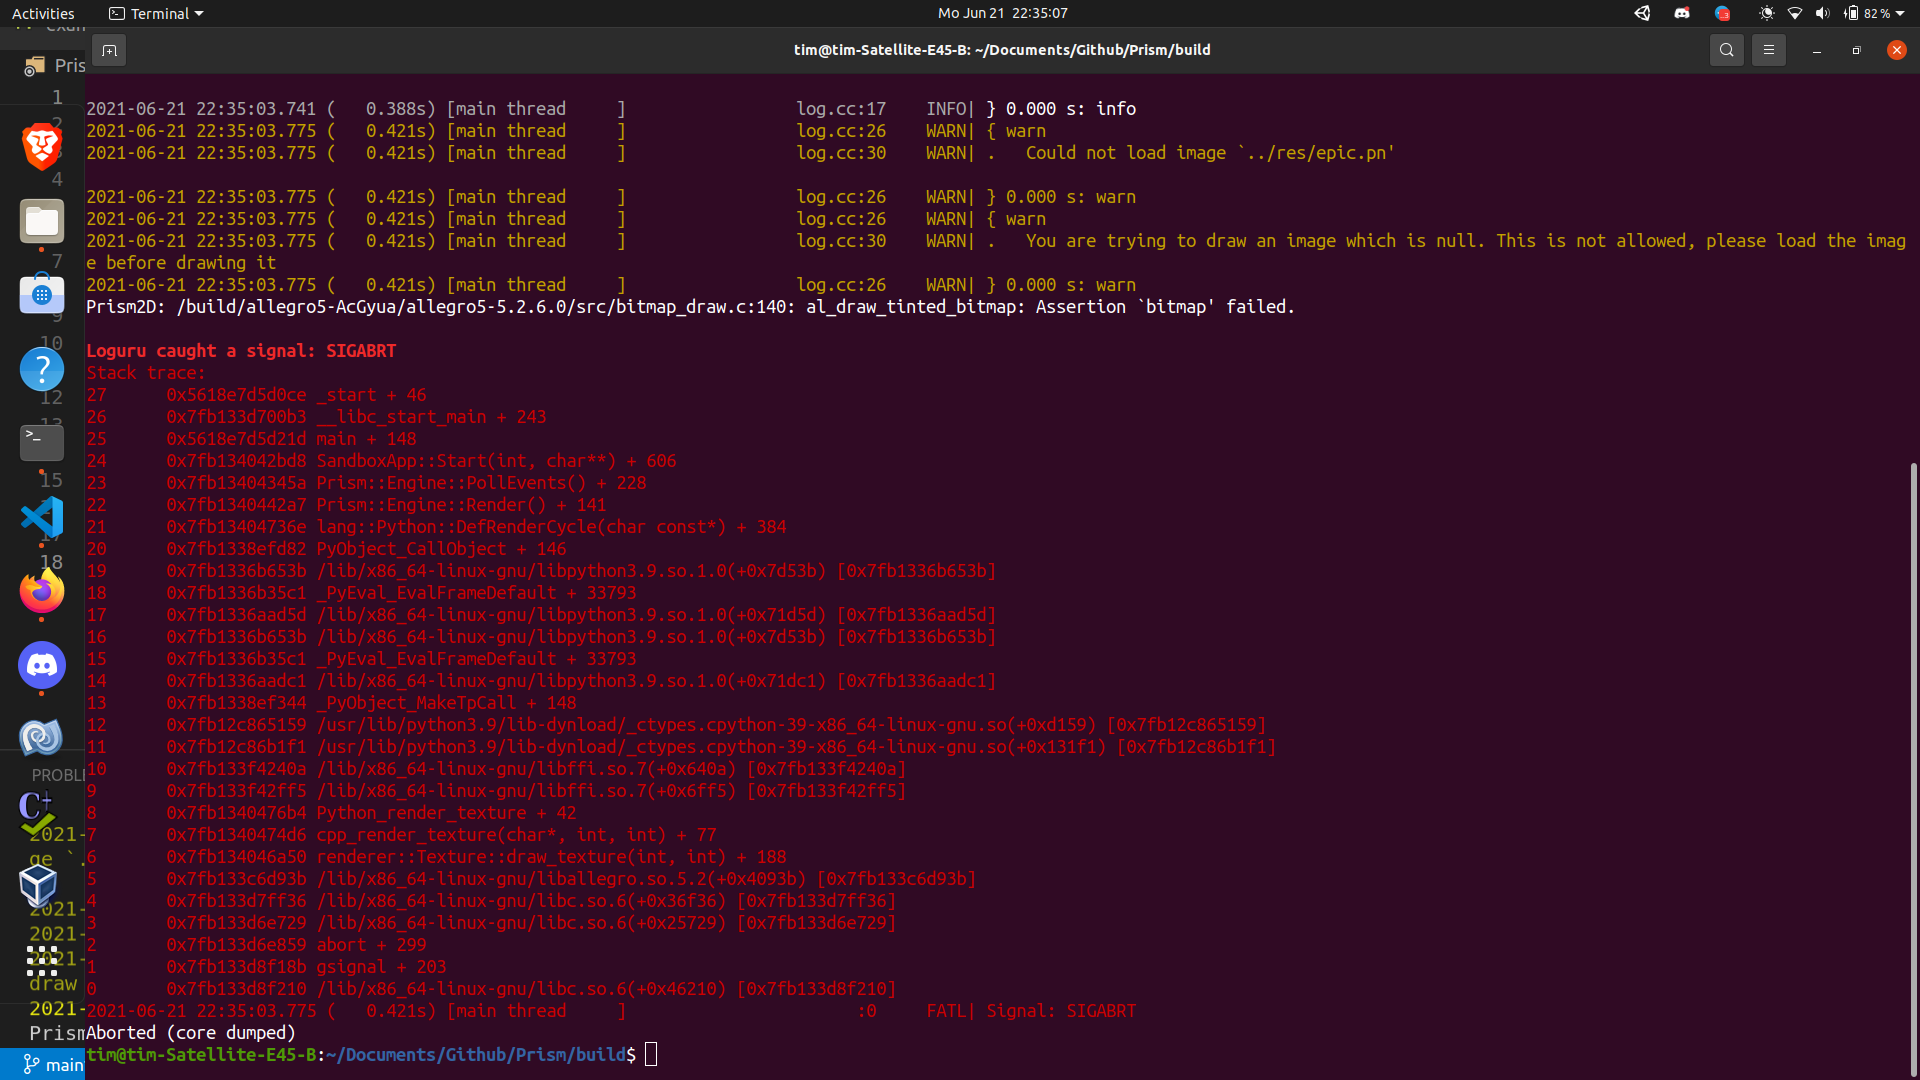 Activities
Terminal
Mo Jun 21 22:35:07
82 %
tim@tim-Satellite-E45-B: ~/Documents/Github/Prism/build
Pris
1
2
4
7
9
10
12
13
15
17
18
PROBLE
2021-
ge `.
2021-
2021-
2021-
draw
2021-
Prism
main
2021-06-21 22:35:03.741 (   0.388s) [main thread     ]                 log.cc:17    INFO| } 0.000 s: info
2021-06-21 22:35:03.775 (   0.421s) [main thread     ]                 log.cc:26    WARN| { warn
2021-06-21 22:35:03.775 (   0.421s) [main thread     ]                 log.cc:30    WARN| .   Could not load image `../res/epic.pn'
2021-06-21 22:35:03.775 (   0.421s) [main thread     ]                 log.cc:26    WARN| } 0.000 s: warn
2021-06-21 22:35:03.775 (   0.421s) [main thread     ]                 log.cc:26    WARN| { warn
2021-06-21 22:35:03.775 (   0.421s) [main thread     ]                 log.cc:30    WARN| .   You are trying to draw an image which is null. This is not allowed, please load the imag
e before drawing it
2021-06-21 22:35:03.775 (   0.421s) [main thread     ]                 log.cc:26    WARN| } 0.000 s: warn
Prism2D: /build/allegro5-AcGyua/allegro5-5.2.6.0/src/bitmap_draw.c:140: al_draw_tinted_bitmap: Assertion `bitmap' failed.
Loguru caught a signal: SIGABRT
Stack trace:
27      0x5618e7d5d0ce _start + 46
26      0x7fb133d700b3 __libc_start_main + 243
25      0x5618e7d5d21d main + 148
24      0x7fb134042bd8 SandboxApp::Start(int, char**) + 606
23      0x7fb13404345a Prism::Engine::PollEvents() + 228
22      0x7fb1340442a7 Prism::Engine::Render() + 141
21      0x7fb13404736e lang::Python::DefRenderCycle(char const*) + 384
20      0x7fb1338efd82 PyObject_CallObject + 146
19      0x7fb1336b653b /lib/x86_64-linux-gnu/libpython3.9.so.1.0(+0x7d53b) [0x7fb1336b653b]
18      0x7fb1336b35c1 _PyEval_EvalFrameDefault + 33793
17      0x7fb1336aad5d /lib/x86_64-linux-gnu/libpython3.9.so.1.0(+0x71d5d) [0x7fb1336aad5d]
16      0x7fb1336b653b /lib/x86_64-linux-gnu/libpython3.9.so.1.0(+0x7d53b) [0x7fb1336b653b]
15      0x7fb1336b35c1 _PyEval_EvalFrameDefault + 33793
14      0x7fb1336aadc1 /lib/x86_64-linux-gnu/libpython3.9.so.1.0(+0x71dc1) [0x7fb1336aadc1]
13      0x7fb1338ef344 _PyObject_MakeTpCall + 148
12      0x7fb12c865159 /usr/lib/python3.9/lib-dynload/_ctypes.cpython-39-x86_64-linux-gnu.so(+0xd159) [0x7fb12c865159]
11      0x7fb12c86b1f1 /usr/lib/python3.9/lib-dynload/_ctypes.cpython-39-x86_64-linux-gnu.so(+0x131f1) [0x7fb12c86b1f1]
10      0x7fb133f4240a /lib/x86_64-linux-gnu/libffi.so.7(+0x640a) [0x7fb133f4240a]
9       0x7fb133f42ff5 /lib/x86_64-linux-gnu/libffi.so.7(+0x6ff5) [0x7fb133f42ff5]
8       0x7fb1340476b4 Python_render_texture + 42
7       0x7fb1340474d6 cpp_render_texture(char*, int, int) + 77
6       0x7fb134046a50 renderer::Texture::draw_texture(int, int) + 188
5       0x7fb133c6d93b /lib/x86_64-linux-gnu/liballegro.so.5.2(+0x4093b) [0x7fb133c6d93b]
4       0x7fb133d7ff36 /lib/x86_64-linux-gnu/libc.so.6(+0x36f36) [0x7fb133d7ff36]
3       0x7fb133d6e729 /lib/x86_64-linux-gnu/libc.so.6(+0x25729) [0x7fb133d6e729]
2       0x7fb133d6e859 abort + 299
1       0x7fb133d8f18b gsignal + 203
0       0x7fb133d8f210 /lib/x86_64-linux-gnu/libc.so.6(+0x46210) [0x7fb133d8f210]
2021-06-21 22:35:03.775 (   0.421s) [main thread     ]                       :0     FATL| Signal: SIGABRT
Aborted (core dumped)
tim@tim-Satellite-E45-B:~/Documents/Github/Prism/build$